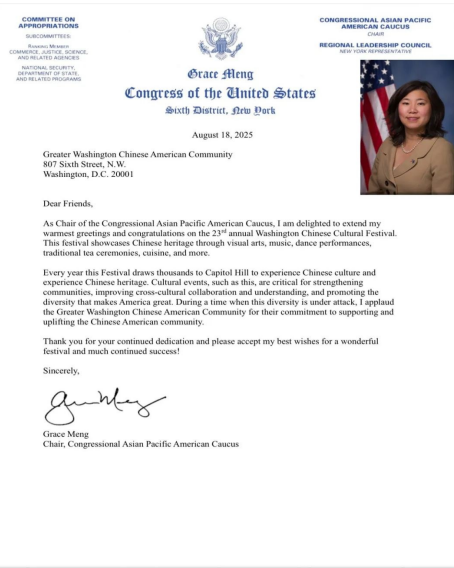 COMMITTEE ON
APPROPRIATIONS
SUBCOMMITTEES:
RANKING MEMBER
COMMERCE, JUSTICE, SCIENCE,
AND RELATED AGENCIES
NATIONAL SECURITY,
DEPARTMENT OF STATE,
AND RELATED PROGRAMS
CONGRESSIONAL ASIAN PACIFIC
AMERICAN CAUCUS
CHAIR
REGIONAL LEADERSHIP COUNCIL
NEW YORK REPRESENTATIVE
Grace Meng
Congress of the United States
Sixth District, New York
August 18, 2025
Greater Washington Chinese American Community
807 Sixth Street, N.W.
Washington, D.C. 20001
Dear Friends,
As Chair of the Congressional Asian Pacific American Caucus, I am delighted to extend my
warmest greetings and congratulations on the 23rd annual Washington Chinese Cultural Festival.
This festival showcases Chinese heritage through visual arts, music, dance performances,
traditional tea ceremonies, cuisine, and more.
Every year this Festival draws thousands to Capitol Hill to experience Chinese culture and
experience Chinese heritage. Cultural events, such as this, are critical for strengthening
communities, improving cross-cultural collaboration and understanding, and promoting the
diversity that makes America great. During a time when this diversity is under attack, I applaud
the Greater Washington Chinese American Community for their commitment to supporting and
uplifting the Chinese American community.
Thank you for your continued dedication and please accept my best wishes for a wonderful
festival and much continued success!
Sincerely,
Grace Meng
Grace Meng
Chair, Congressional Asian Pacific American Caucus